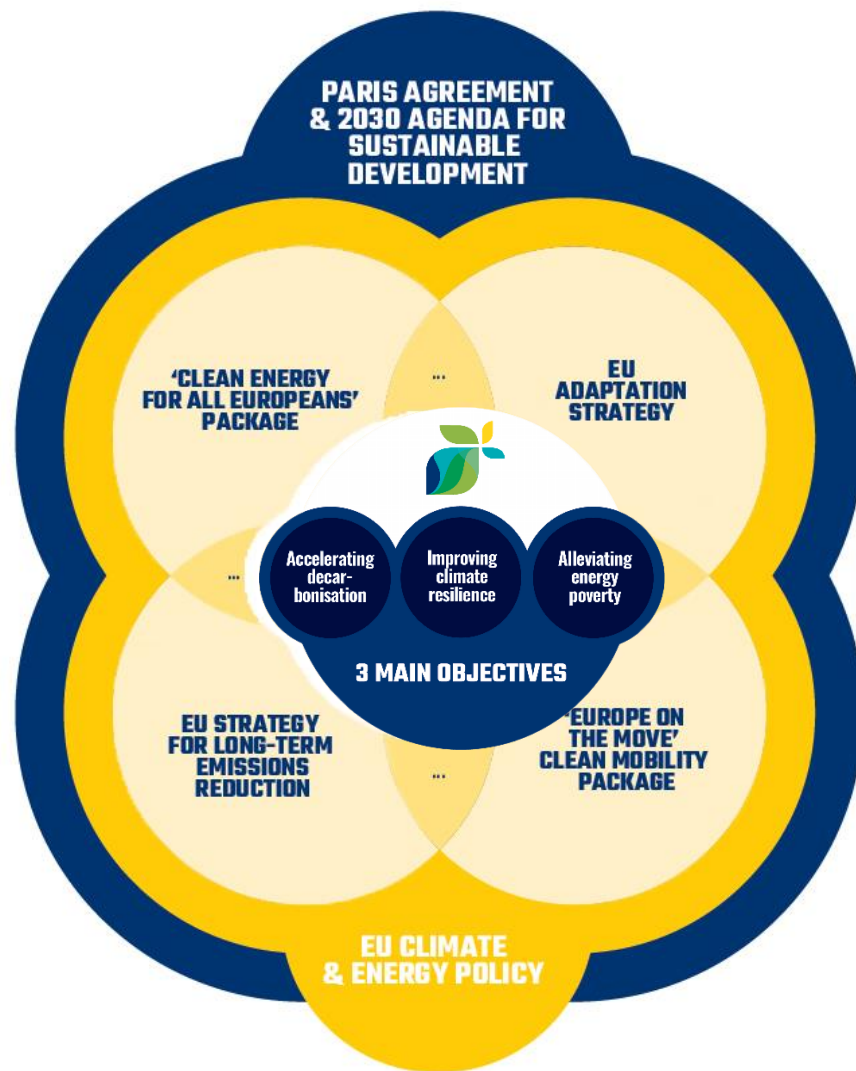 PARIS AGREEMENT
& 2030 AGENDA FOR
SUSTAINABLE
DEVELOPMENT
‘CLEAN ENERGY
FOR ALL EUROPEANS’
PACKAGE
...
EU
ADAPTATION
STRATEGY
...
Accelerating
decar-
bonisation
Improving
climate
resilience
Alleviating
energy
poverty
3 MAIN OBJECTIVES
EU STRATEGY
FOR LONG-TERM
EMISSIONS
REDUCTION
...
‘EUROPE ON
THE MOVE’
CLEAN MOBILITY
PACKAGE
EU CLIMATE
& ENERGY POLICY